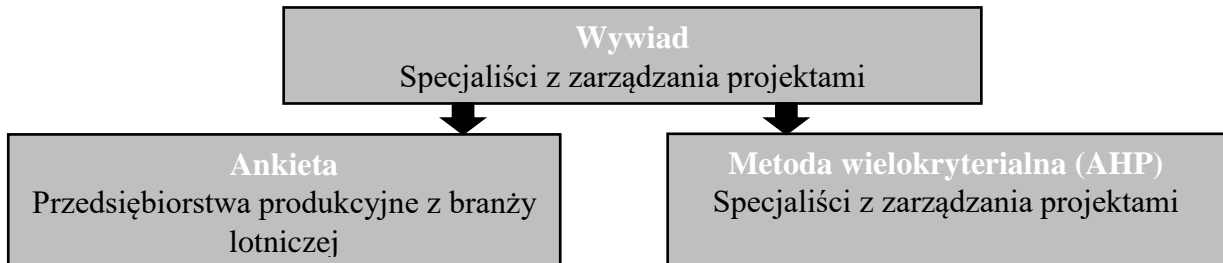 Wywiad
Specjaliści z zarządzania projektami
Ankieta
Przedsiębiorstwa produkcyjne z branży
lotniczej
Metoda wielokryterialna (AHP)
Specjaliści z zarządzania projektami